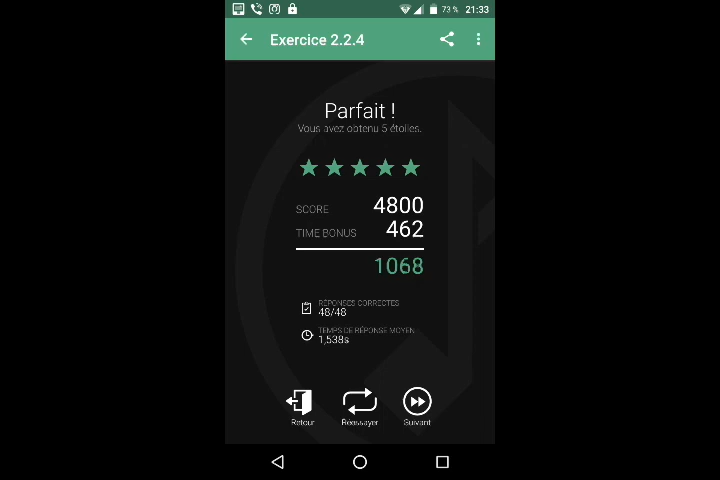 73 % 21:33
Exercice 2.2.4
Parfait !
Vous avez obtenu 5 étoiles.
SCORE 4800
TIME BONUS 462
1068
RÉPONSES CORRECTES
48/48
TEMPS DE RÉPONSE MOYEN
1,538s
Retour Réessayer Suivant